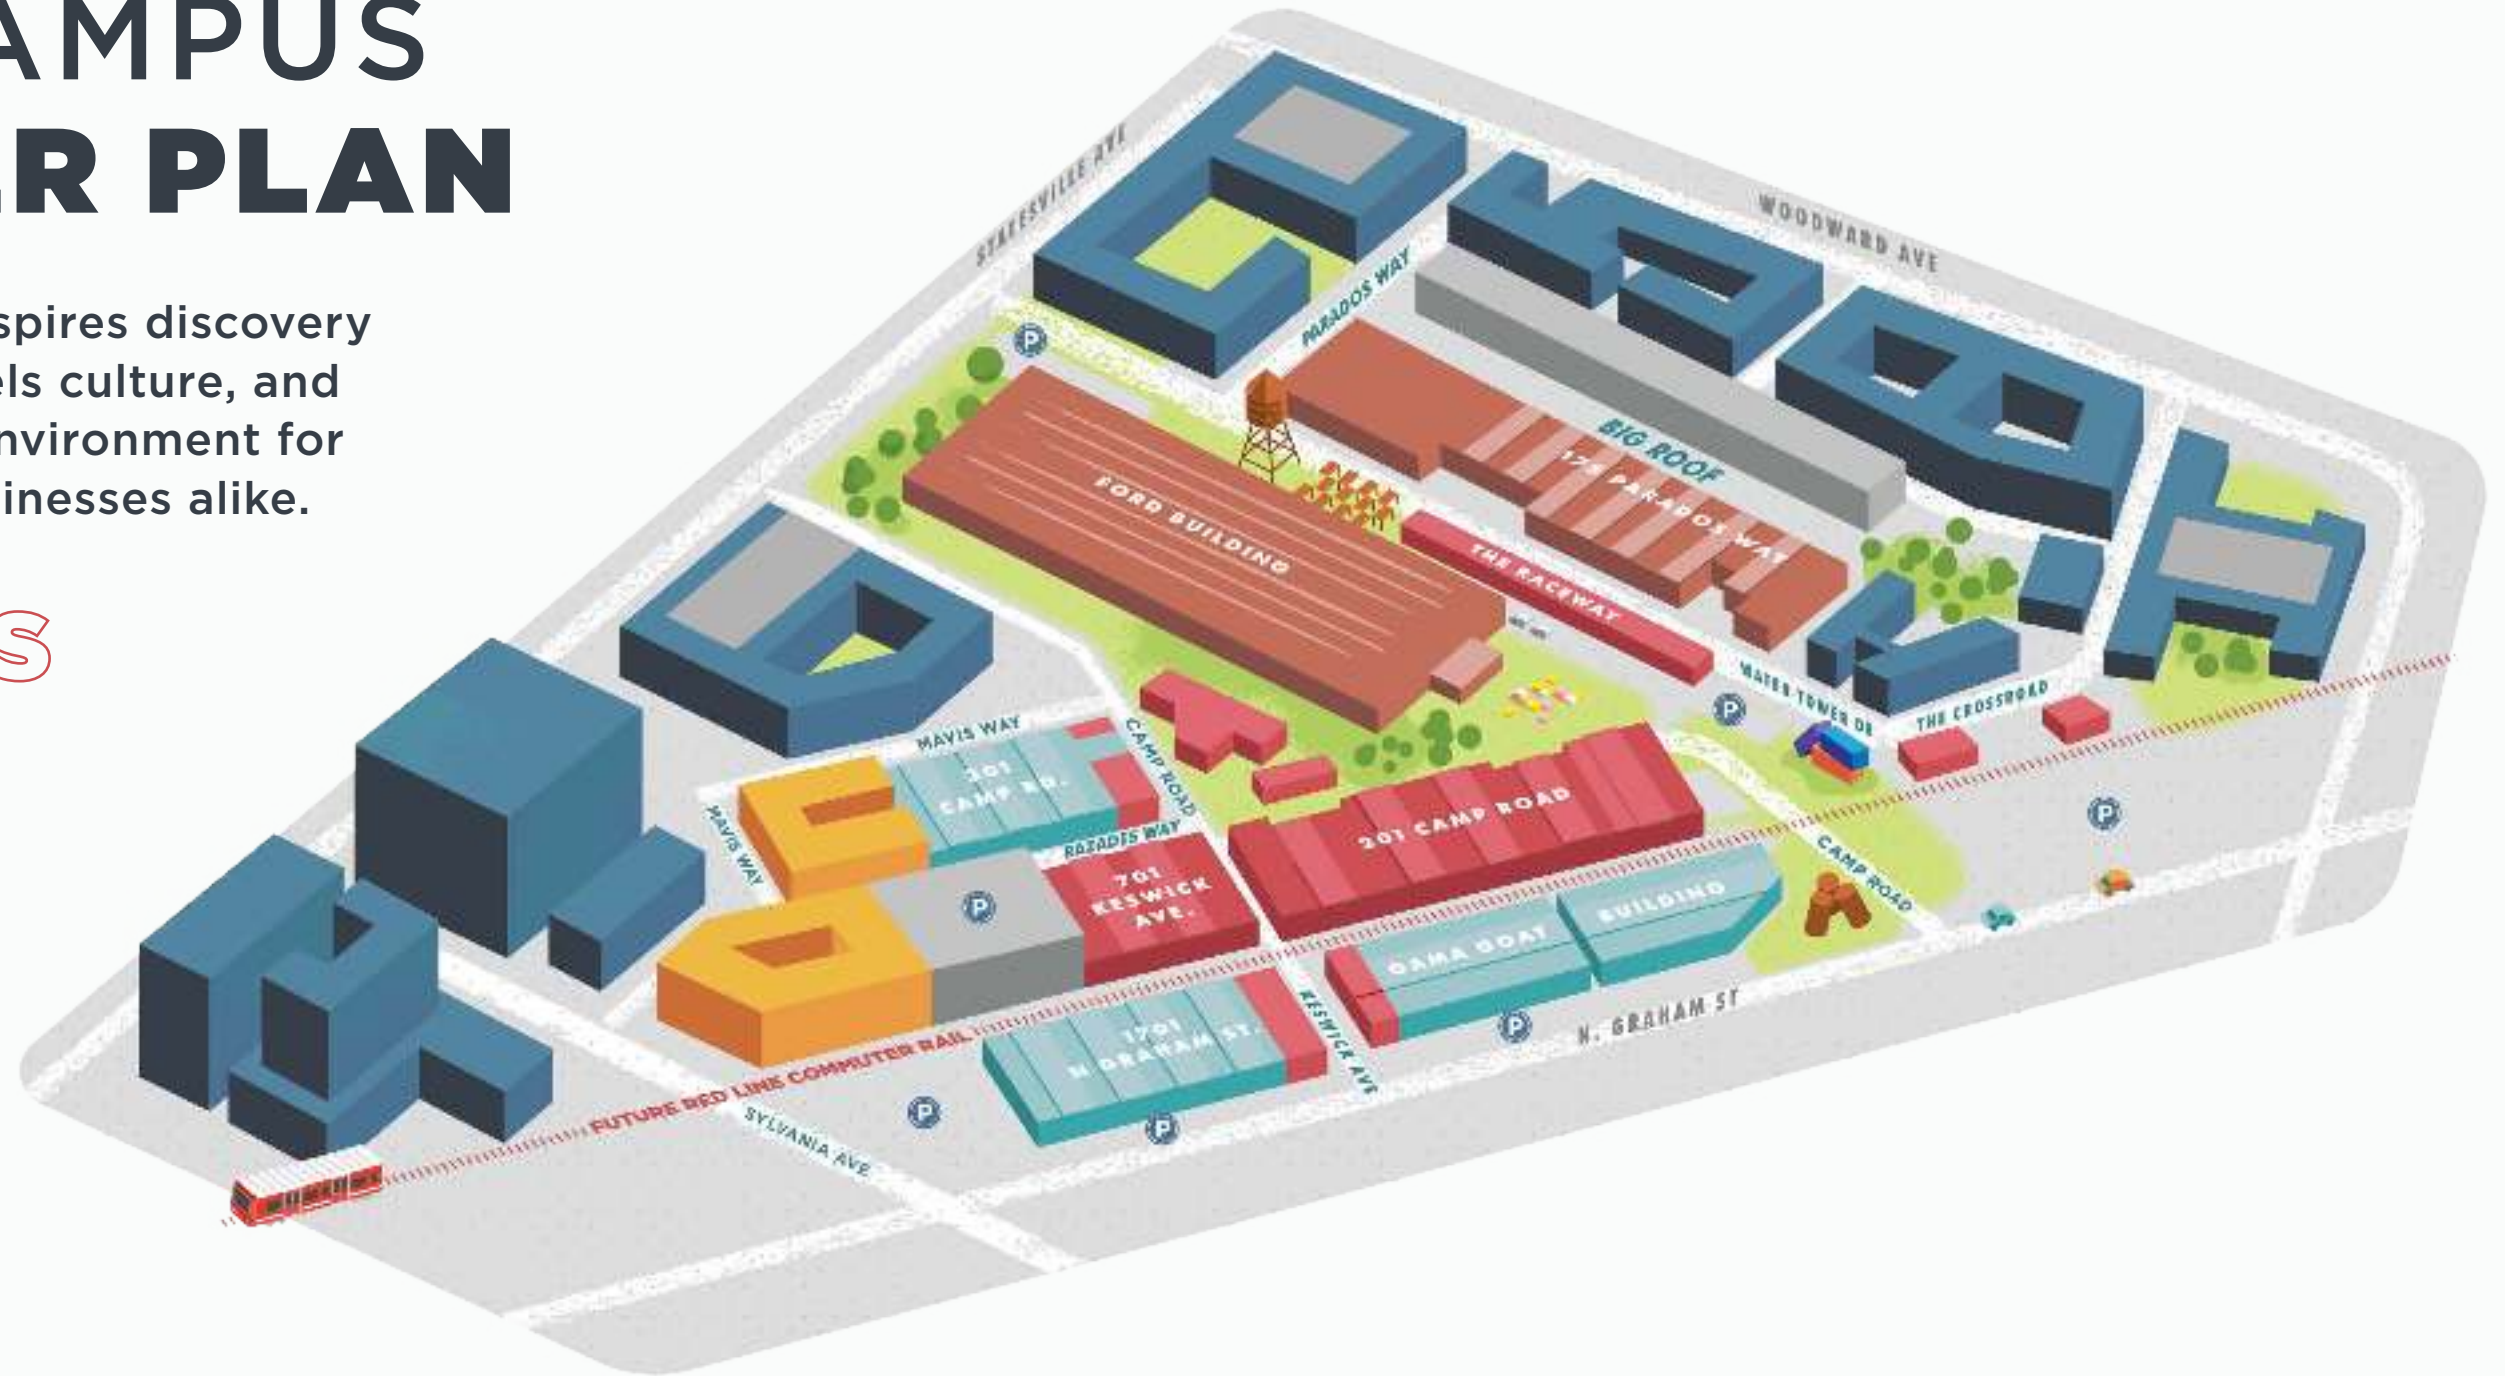 AMPUS
ER PLAN
spires discovery
els culture, and
nvironment for
inesses alike.
S
STATESVILLE AVE
WOODWARD AVE
PARADOS WAY
P
BIG ROOF
175 PARADOS WAY
FORD BUILDING
THE RACEWAY
WATER TOWER DR
THE CROSSROAD
P
MAVIS WAY
CAMP ROAD
301
CAMP RD.
MAVIS WAY
201 CAMP ROAD
P
CAMP ROAD
701
KESWICK
AVE.
P
GAMA GOAT
BUILDING
KESWICK AVE
P
N. GRAHAM ST
1701
N GRAHAM ST.
FUTURE RED LINE COMMUTER RAIL
P
P
SYLVANIA AVE